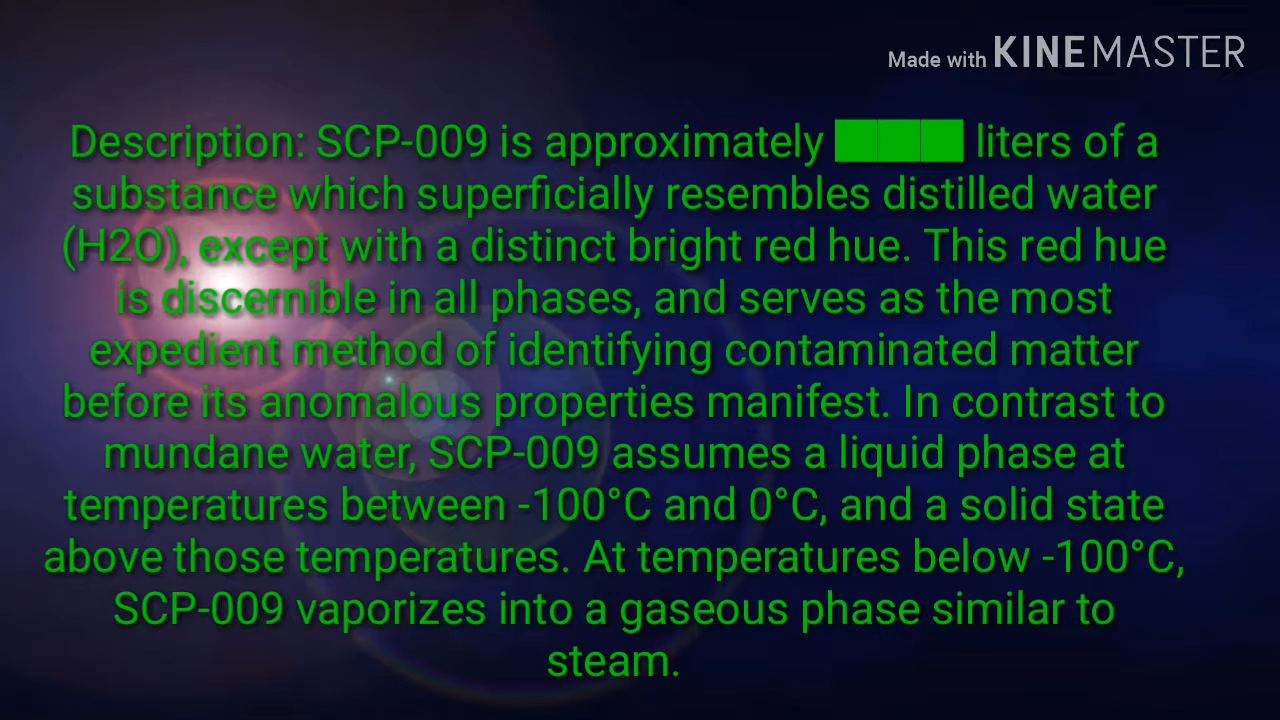 Made with KINEMASTER
Description: SCP-009 is approximately ███ liters of a
substance which superficially resembles distilled water
(H2O), except with a distinct bright red hue. This red hue
is discernible in all phases, and serves as the most
expedient method of identifying contaminated matter
before its anomalous properties manifest. In contrast to
mundane water, SCP-009 assumes a liquid phase at
temperatures between -100°C and 0°C, and a solid state
above those temperatures. At temperatures below -100°C,
SCP-009 vaporizes into a gaseous phase similar to
steam.